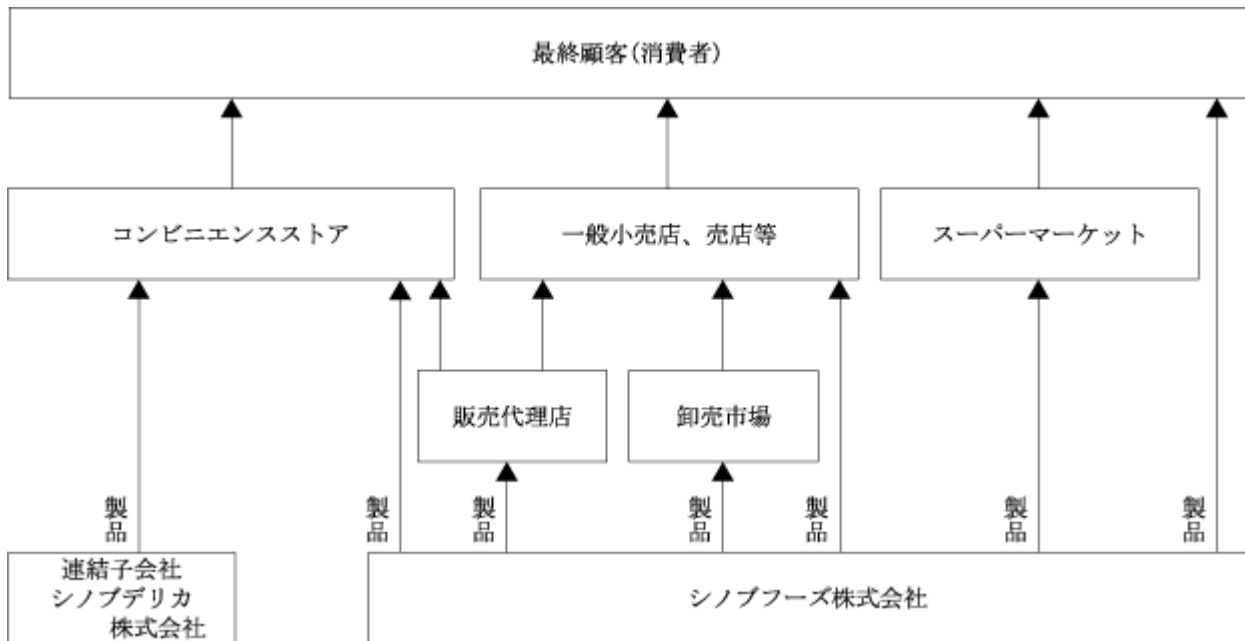 最終顧客(消費者)
コンビニエンスストア
一般小売店、売店等
スーパーマーケット
販売代理店
卸売市場
製品
製品
製品
製品
製品
製品
製品
連結子会社
シノブデリカ
株式会社
シノブフーズ株式会社